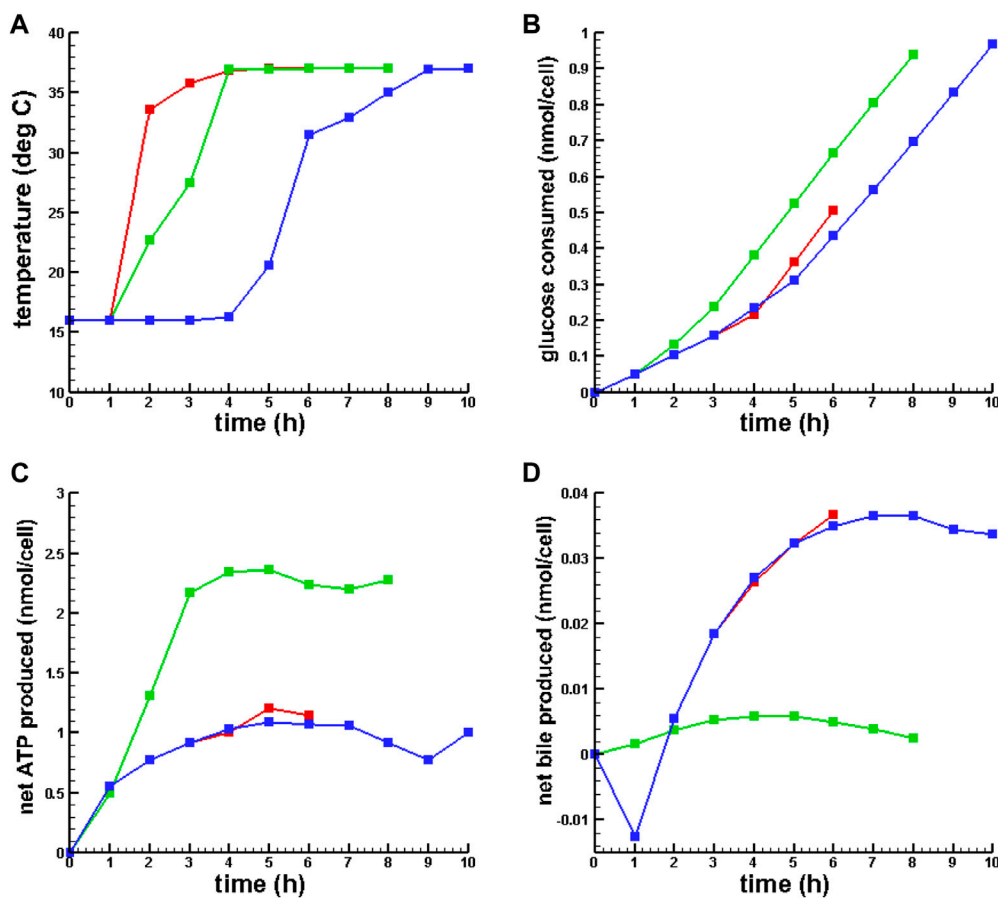 A
temperature (deg C)
40
35
30
25
20
15
10
0 1 2 3 4 5 6 7 8 9 10
time (h)
B
glucose consumed (nmol/cell)
1
0.9
0.8
0.7
0.6
0.5
0.4
0.3
0.2
0.1
0
0 1 2 3 4 5 6 7 8 9 10
time (h)
C
net ATP produced (nmol/cell)
3
2.5
2
1.5
1
0.5
0
0 1 2 3 4 5 6 7 8 9 10
time (h)
D
net bile produced (nmol/cell)
0.04
0.03
0.02
0.01
0
-0.01
0 1 2 3 4 5 6 7 8 9 10
time (h)